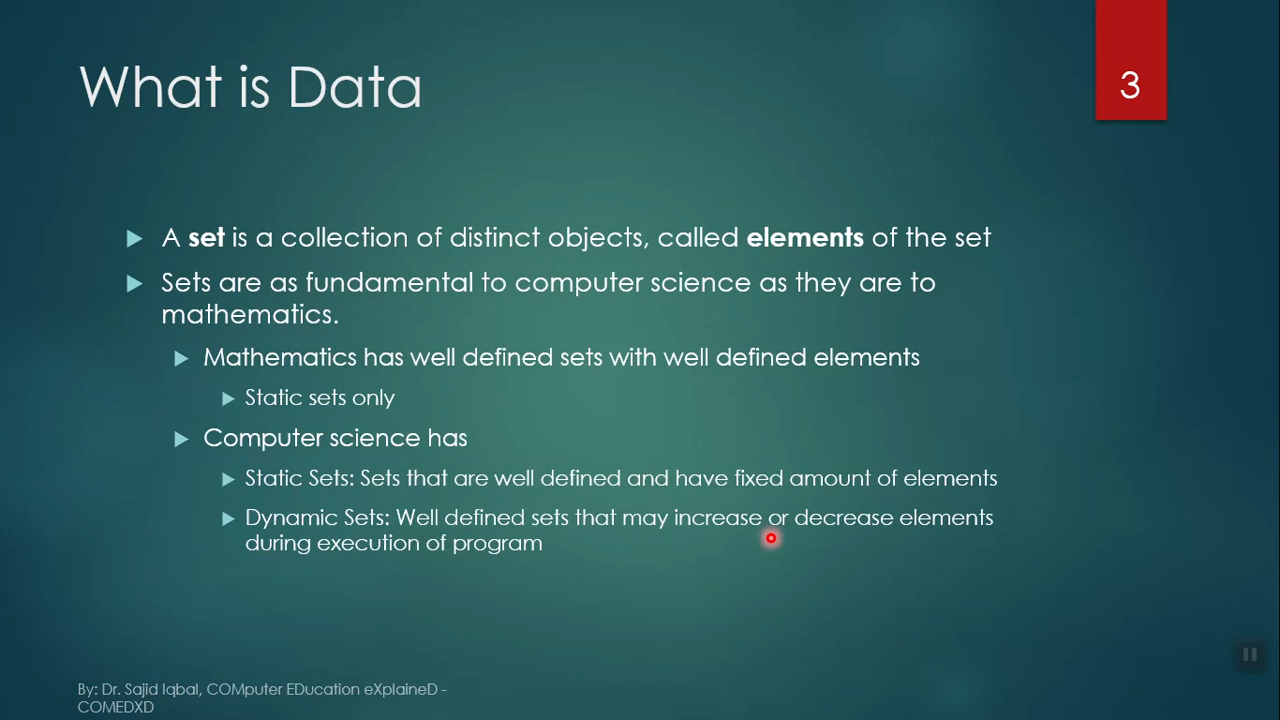 What is Data
3
A set is a collection of distinct objects, called elements of the set
Sets are as fundamental to computer science as they are to
mathematics.
Mathematics has well defined sets with well defined elements
Static sets only
Computer science has
Static Sets: Sets that are well defined and have fixed amount of elements
Dynamic Sets: Well defined sets that may increase or decrease elements
during execution of program
By: Dr. Sajid Iqbal, COMputer EDucation eXplaineD -
COMEDXD